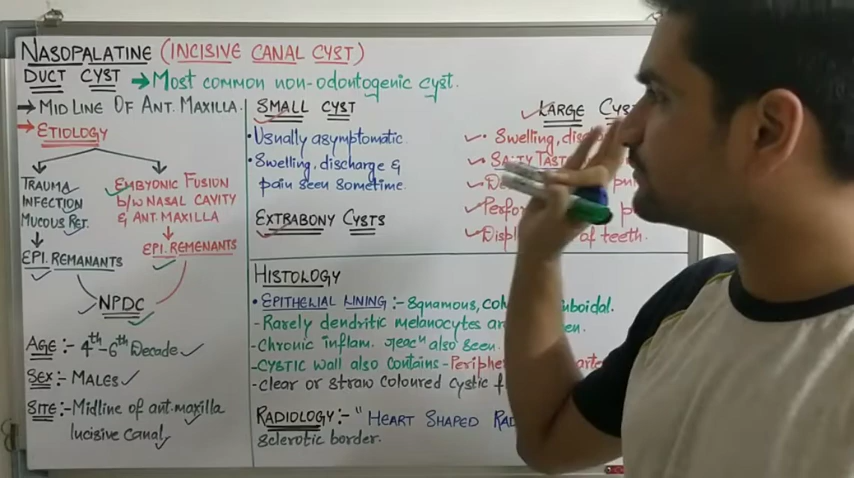 NASOPALATINE (INCISIVE CANAL CYST)
DUCT CYST → Most common non-odontogenic cyst.
→ MIDLINE OF ANT. MAXILLA.
→ ETIOLOGY
TRAUMA
INFECTION
MUCOUS RET.
EPI. REMANANTS
EMBYONIC FUSION
b/w NASAL CAVITY
& ANT. MAXILLA
EPI. REMENANTS
NPDC
AGE :- 4th-6th Decade
SEX :- MALES
SITE :- Midline of ant. maxilla
Incisive Canal
SMALL CYST
• Usually asymptomatic.
• Swelling, discharge &
pain seen sometime.
EXTRABONY CYSTS
LARGE
• Swelling,
of teeth.
HISTOLOGY
• EPITHELIAL LINING :- Squamous,
- Rarely dendritic melanocytes
- Chronic inflam. reacn also seen.
- CYSTIC wall also contains -
- clear or straw coloured cystic
RADIOLOGY :- "HEART SHAPED
sclerotic border.